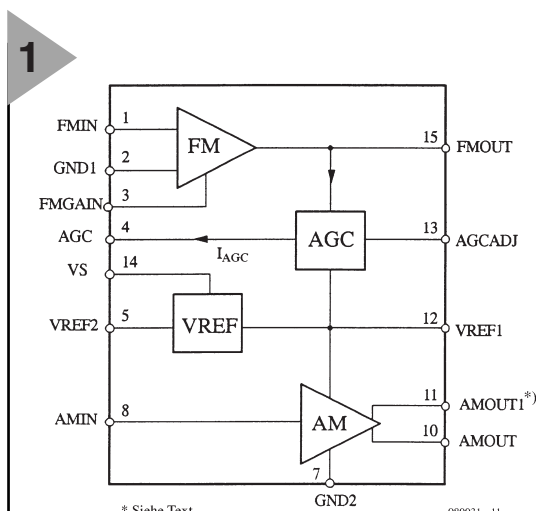 1
FMIN 1
GND1 2
FMGAIN 3
AGC 4
VS 14
VREF2 5
AMIN 8
FM
AGC
I_AGC
VREF
AM
15 FMOUT
13 AGCADJ
12 VREF1
11 AMOUT1*)
10 AMOUT
7
GND2
* Siehe Text